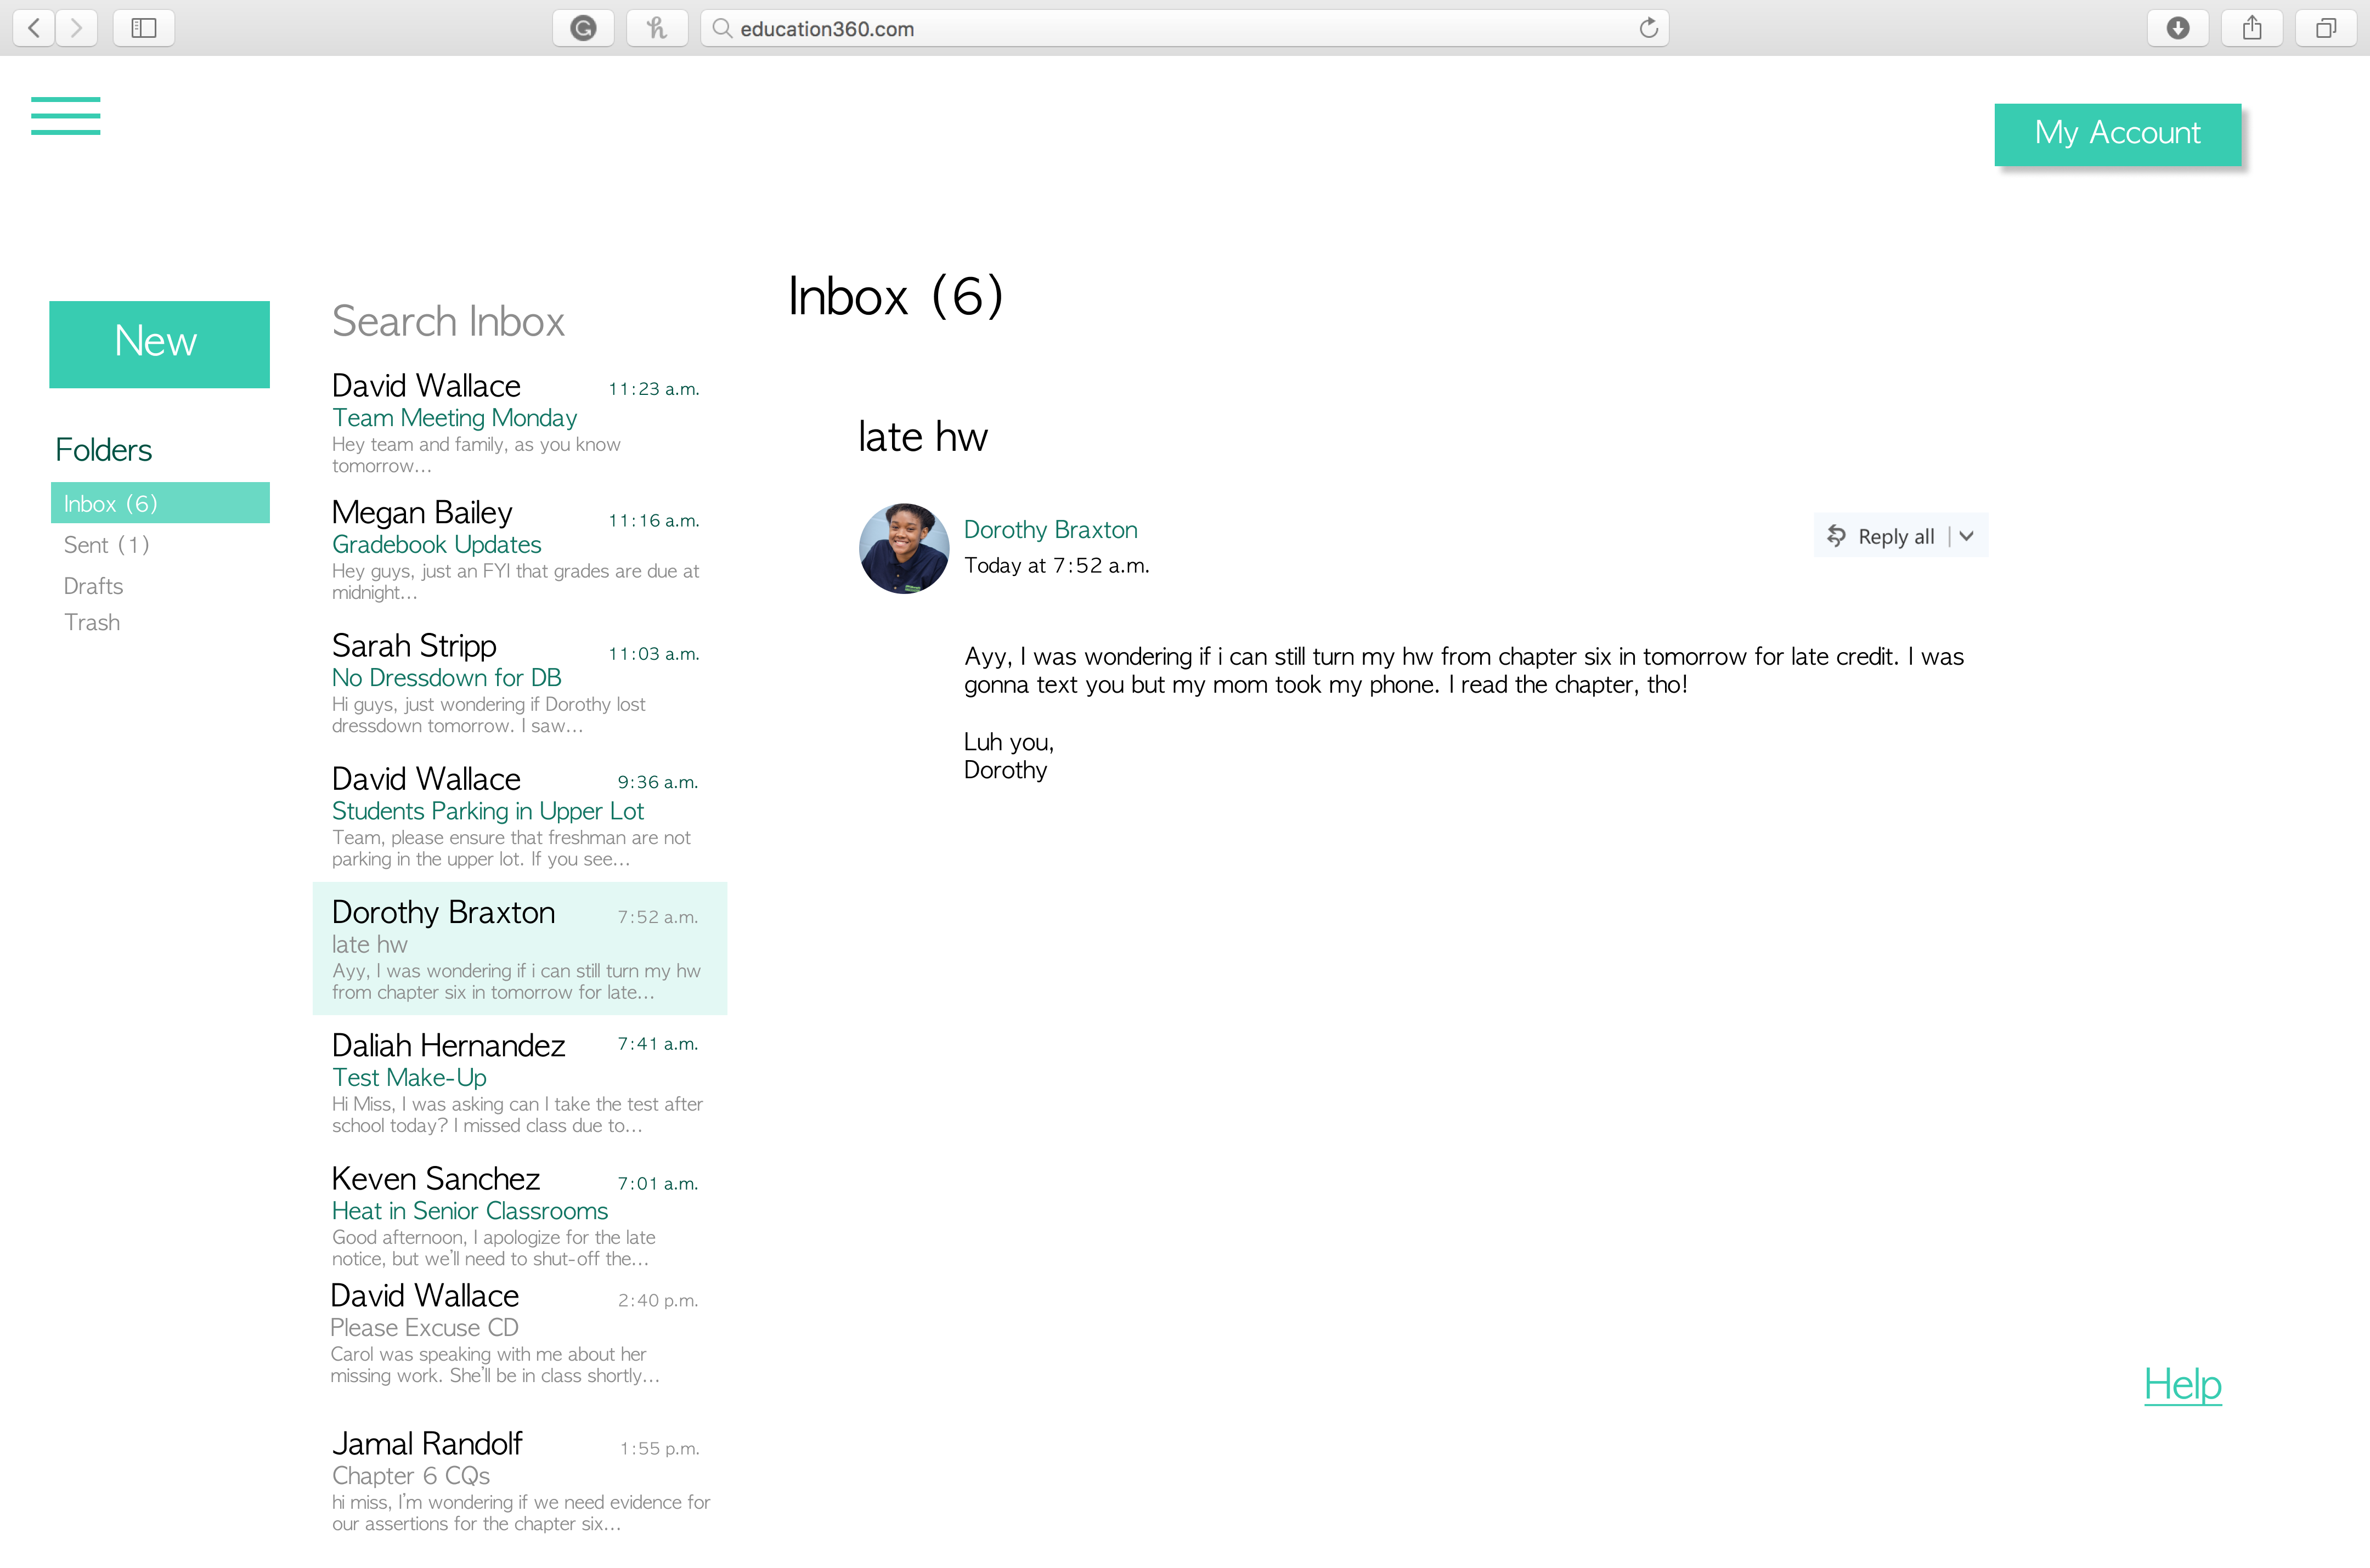 education360.com
My Account
Inbox (6)
New
Search Inbox
Folders
Inbox (6)
Sent (1)
Drafts
Trash
David Wallace 11:23 a.m.
Team Meeting Monday
Hey team and family, as you know
tomorrow...
Megan Bailey 11:16 a.m.
Gradebook Updates
Hey guys, just an FYI that grades are due at
midnight...
Sarah Stripp 11:03 a.m.
No Dressdown for DB
Hi guys, just wondering if Dorothy lost
dressdown tomorrow. I saw...
David Wallace 9:36 a.m.
Students Parking in Upper Lot
Team, please ensure that freshman are not
parking in the upper lot. If you see...
Dorothy Braxton 7:52 a.m.
late hw
Ayy, I was wondering if i can still turn my hw
from chapter six in tomorrow for late...
Daliah Hernandez 7:41 a.m.
Test Make-Up
Hi Miss, I was asking can I take the test after
school today? I missed class due to...
Keven Sanchez 7:01 a.m.
Heat in Senior Classrooms
Good afternoon, I apologize for the late
notice, but we'll need to shut-off the...
David Wallace 2:40 p.m.
Please Excuse CD
Carol was speaking with me about her
missing work. She'll be in class shortly...
Jamal Randolf 1:55 p.m.
Chapter 6 CQs
hi miss, I'm wondering if we need evidence for
our assertions for the chapter six...
late hw
Dorothy Braxton
Today at 7:52 a.m.
Reply all
Ayy, I was wondering if i can still turn my hw from chapter six in tomorrow for late credit. I was
gonna text you but my mom took my phone. I read the chapter, tho!
Luh you,
Dorothy
Help